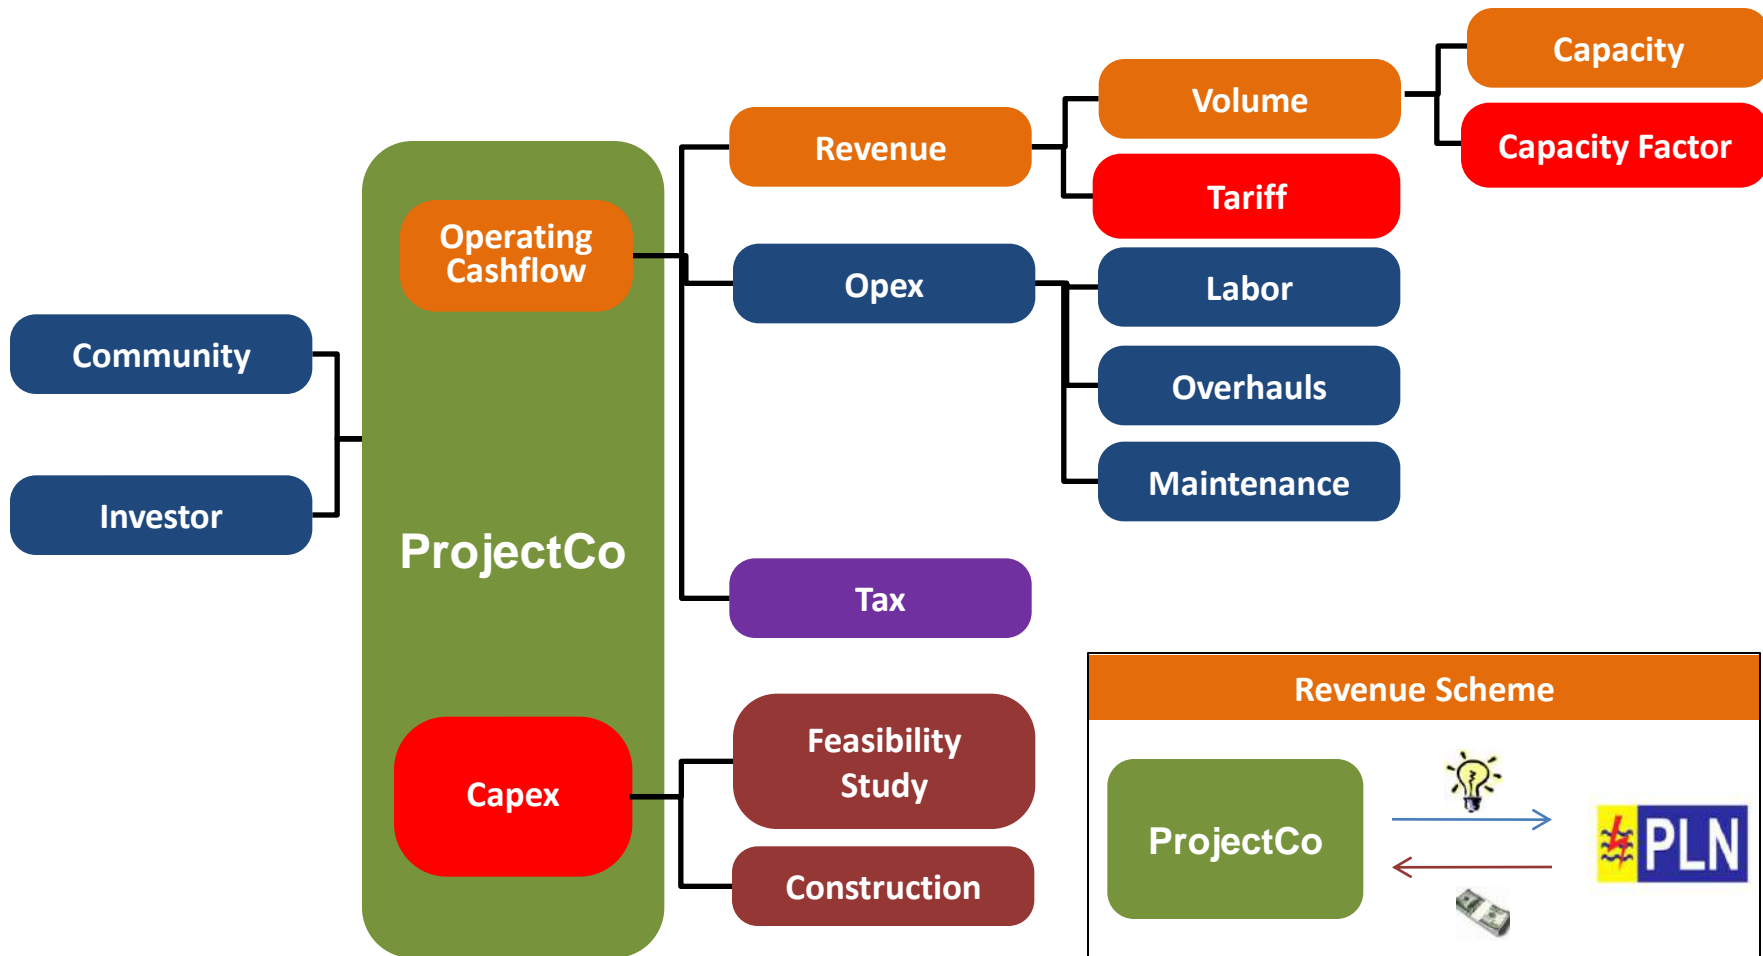 Community
Investor
Operating
Cashflow
ProjectCo
Capex
Revenue
Opex
Tax
Feasibility
Study
Construction
Volume
Tariff
Labor
Overhauls
Maintenance
Capacity
Capacity Factor
Revenue Scheme
ProjectCo
PLN